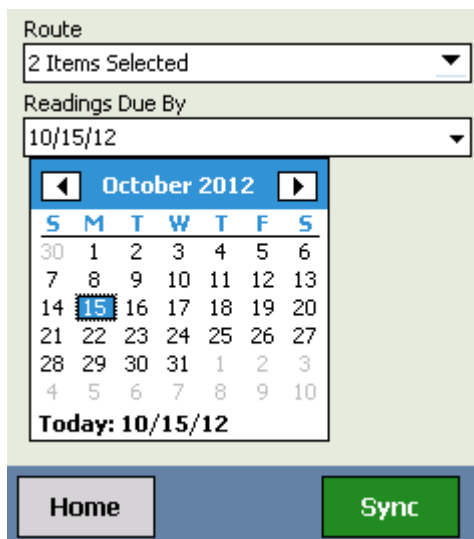 Route
2 Items Selected
Readings Due By
10/15/12
October 2012
S M T W T F S
30 1 2 3 4 5 6
7 8 9 10 11 12 13
14 15 16 17 18 19 20
21 22 23 24 25 26 27
28 29 30 31 1 2 3
4 5 6 7 8 9 10
Today: 10/15/12
Home Sync